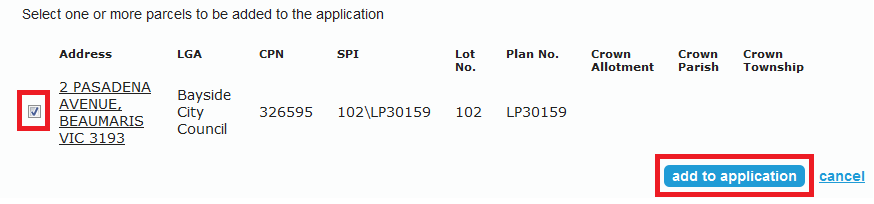 Select one or more parcels to be added to the application
Address LGA CPN SPI Lot No. Plan No. Crown Allotment Crown Parish Crown Township
2 PASADENA AVENUE, BEAUMARIS VIC 3193 Bayside City Council 326595 102\LP30159 102 LP30159
add to application cancel